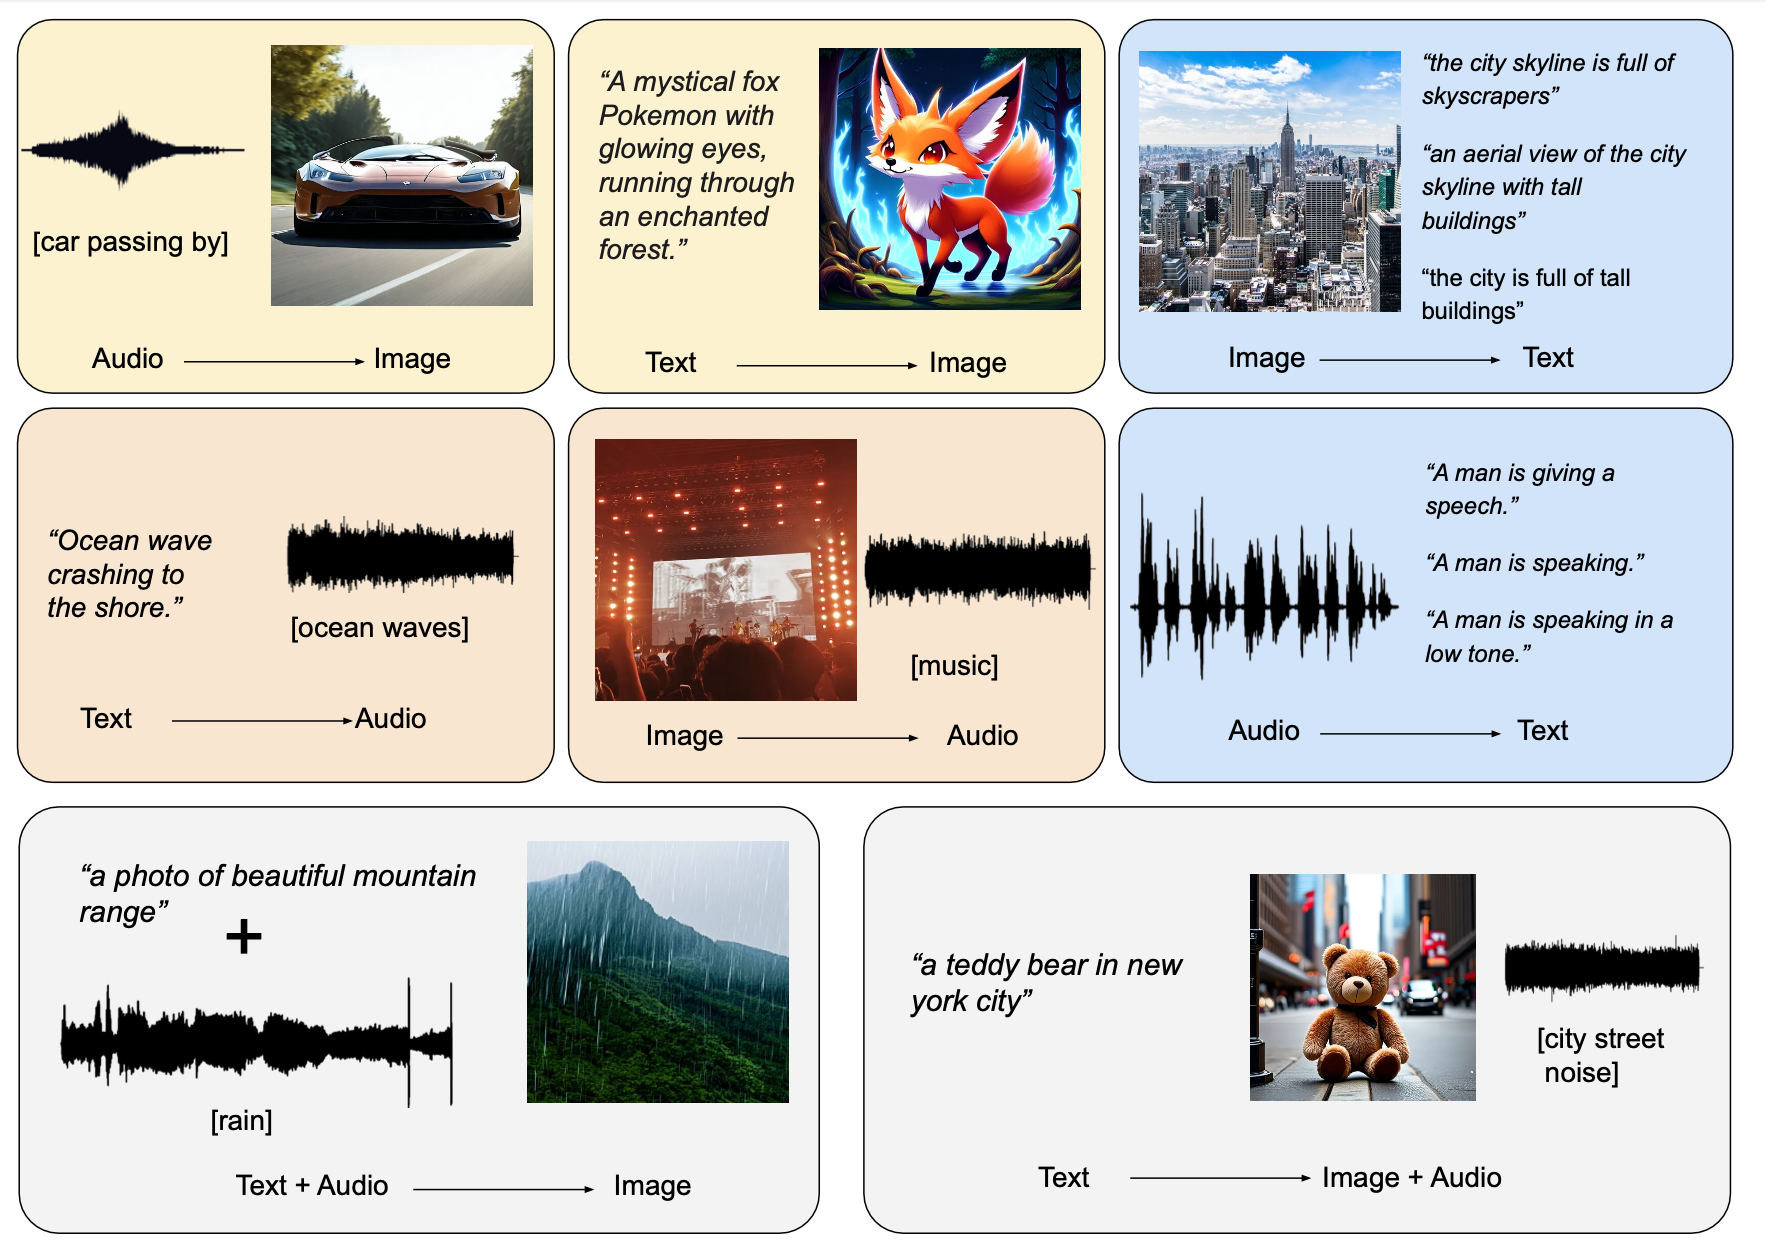 [car passing by]
Audio
Image
“A mystical fox
Pokemon with
glowing eyes,
running through
an enchanted
forest.”
Text
Image
“the city skyline is full of
skyscrapers”
“an aerial view of the city
skyline with tall
buildings”
“the city is full of tall
buildings”
Image
Text
“Ocean wave
crashing to
the shore.”
[ocean waves]
Text
Audio
[music]
Image
Audio
“A man is giving a
speech.”
“A man is speaking.”
“A man is speaking in a
low tone.”
Audio
Text
“a photo of beautiful mountain
range”
+
[rain]
Text + Audio
Image
“a teddy bear in new
york city”
[city street
noise]
Text
Image + Audio